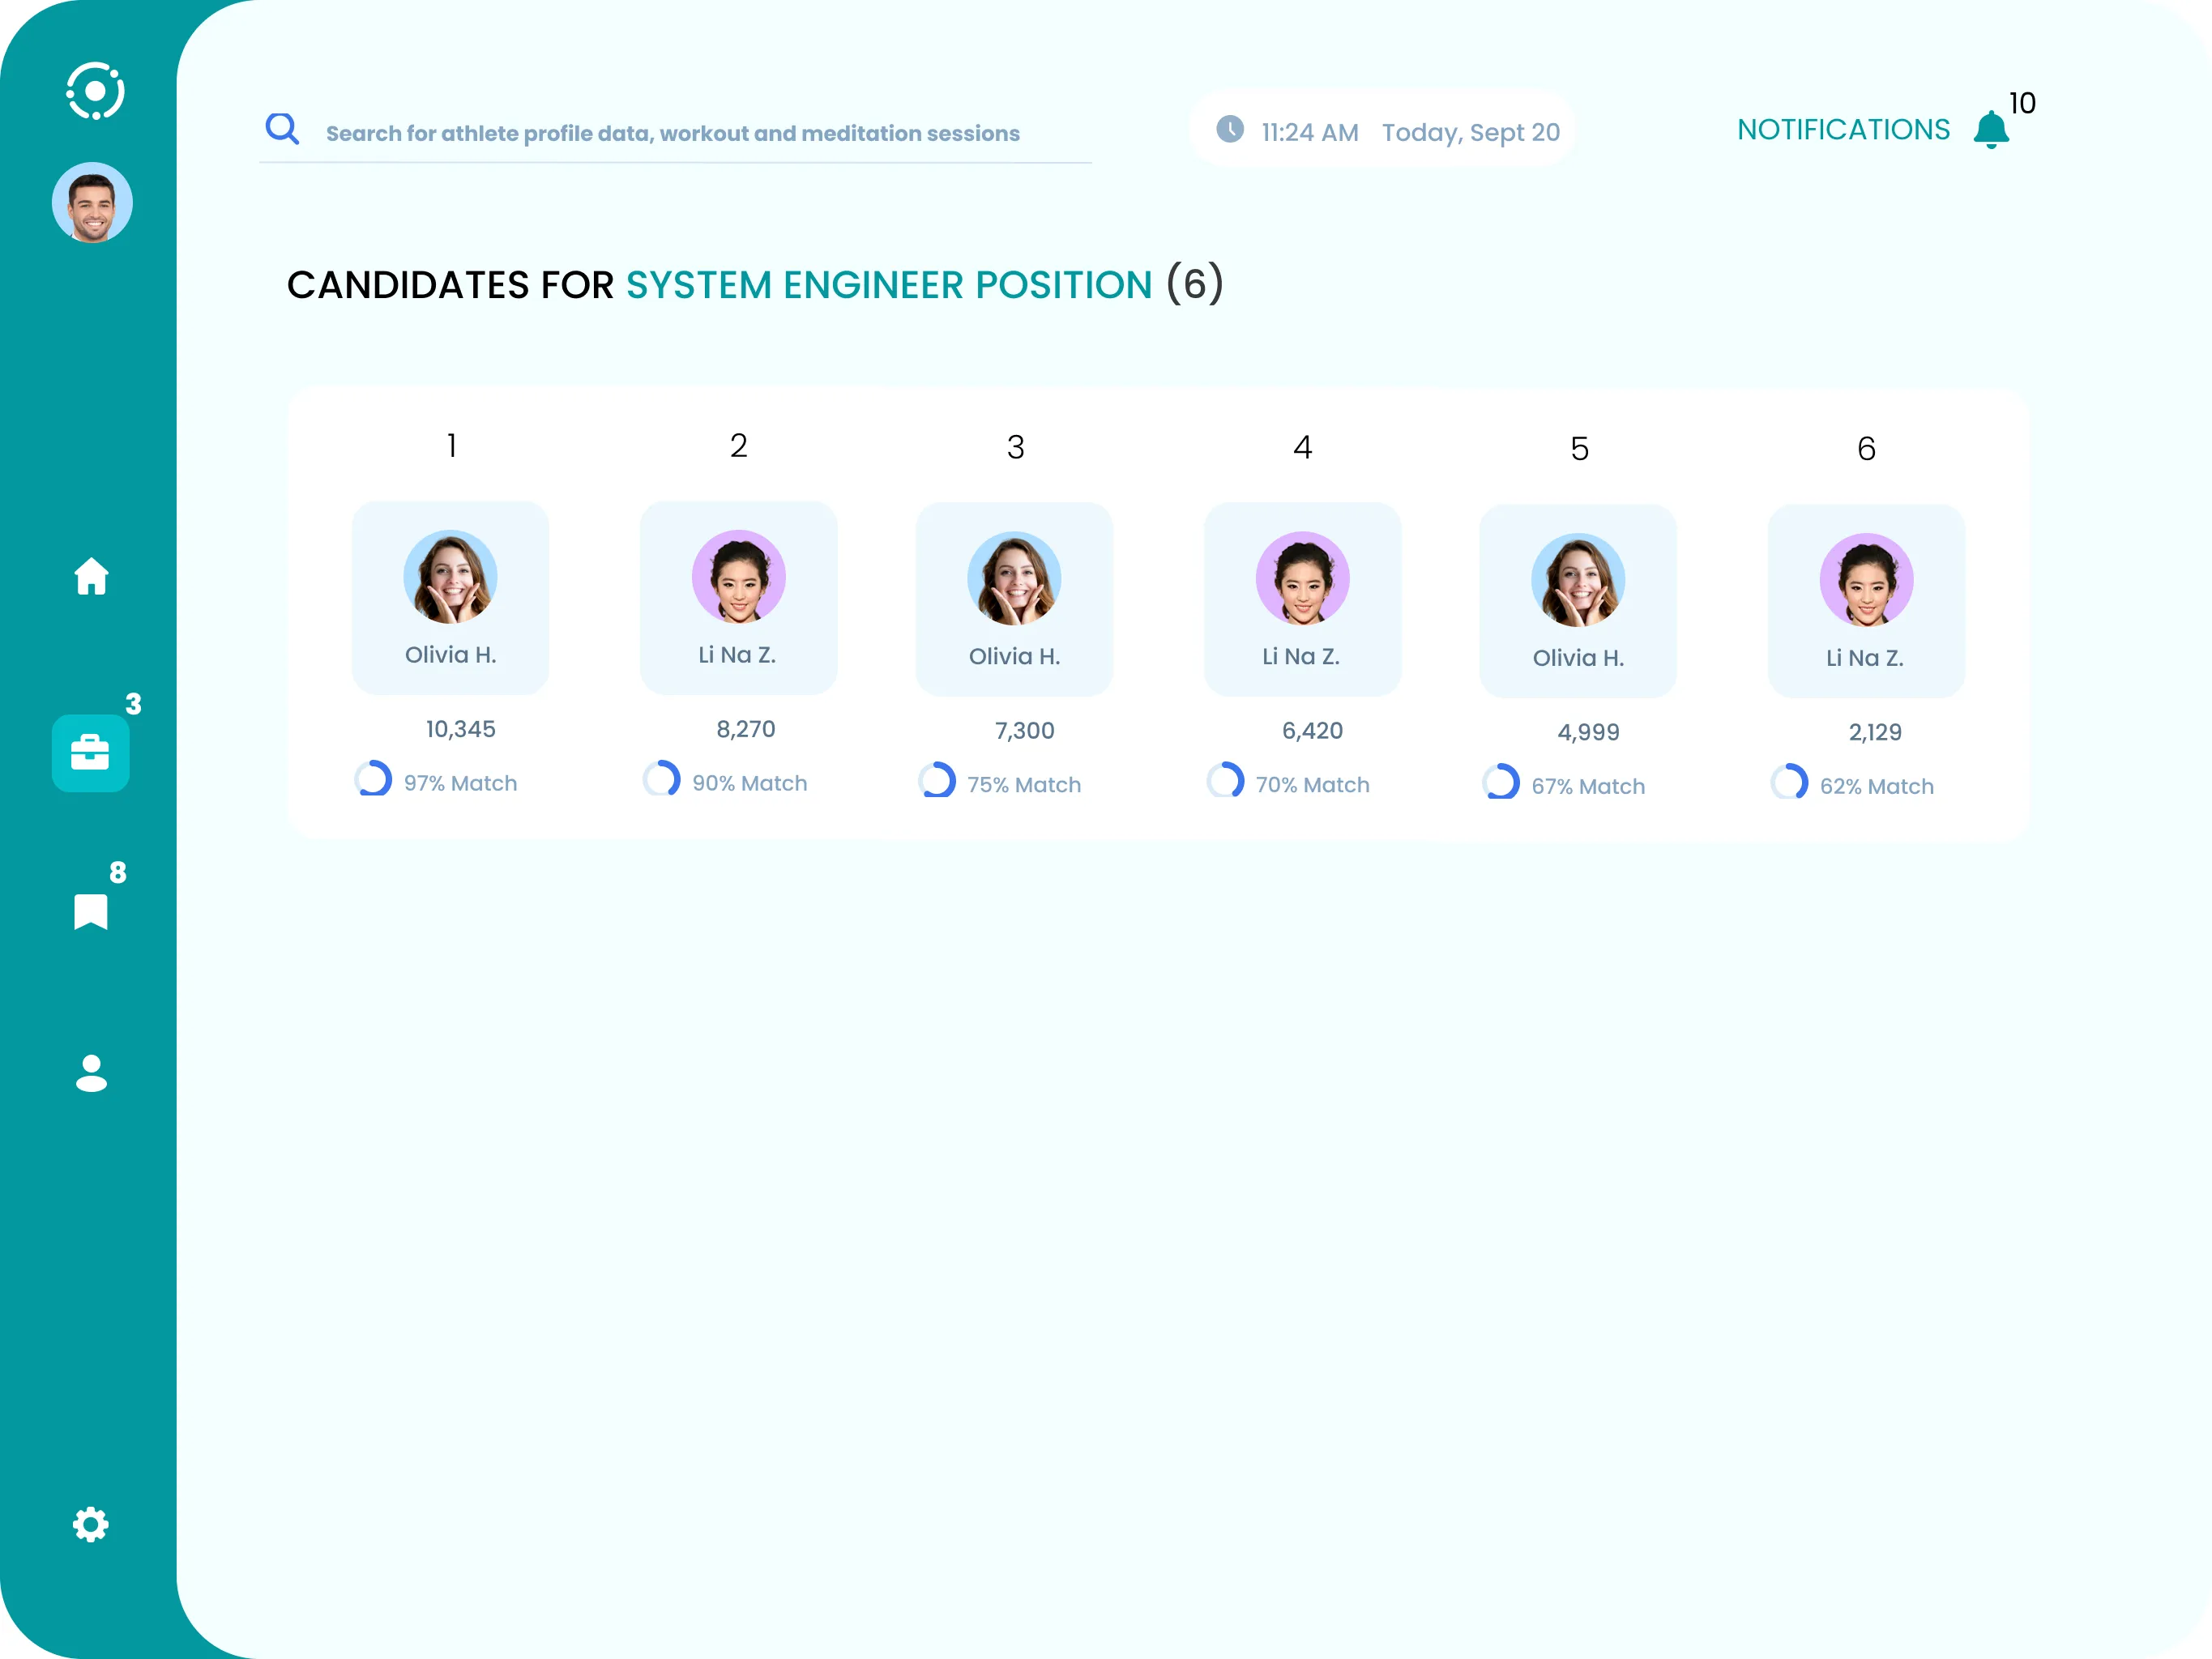 Search for athlete profile data, workout and meditation sessions
11:24 AM Today, Sept 20
NOTIFICATIONS
10
CANDIDATES FOR SYSTEM ENGINEER POSITION (6)
1 2 3 4 5 6
Olivia H. Li Na Z. Olivia H. Li Na Z. Olivia H. Li Na Z.
10,345 8,270 7,300 6,420 4,999 2,129
97% Match 90% Match 75% Match 70% Match 67% Match 62% Match
3
8